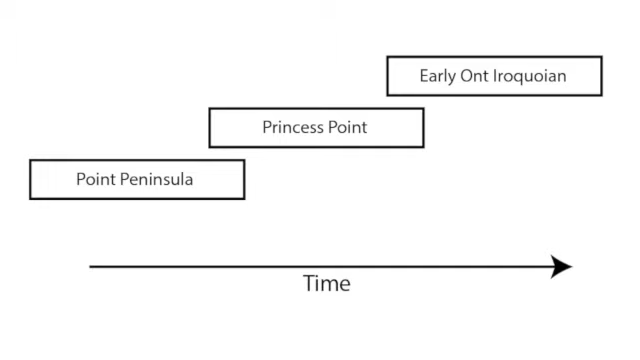 Early Ont Iroquoian
Princess Point
Point Peninsula
Time